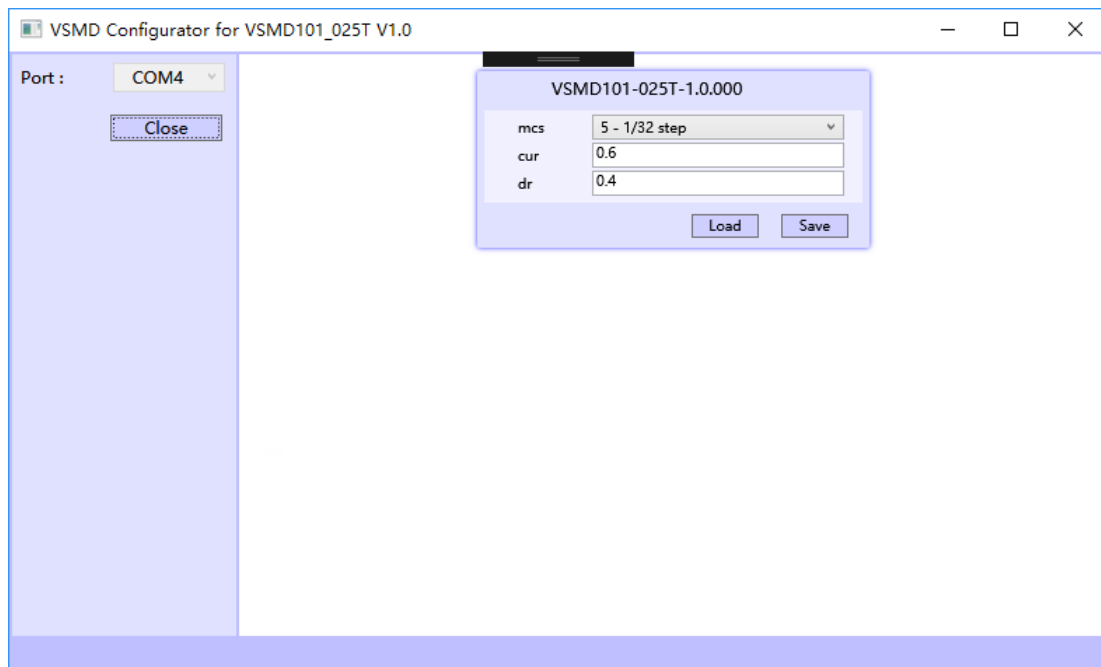 VSMD Configurator for VSMD101_025T V1.0
Port : COM4
Close
VSMD101-025T-1.0.000
mcs 5 - 1/32 step
cur 0.6
dr 0.4
Load Save